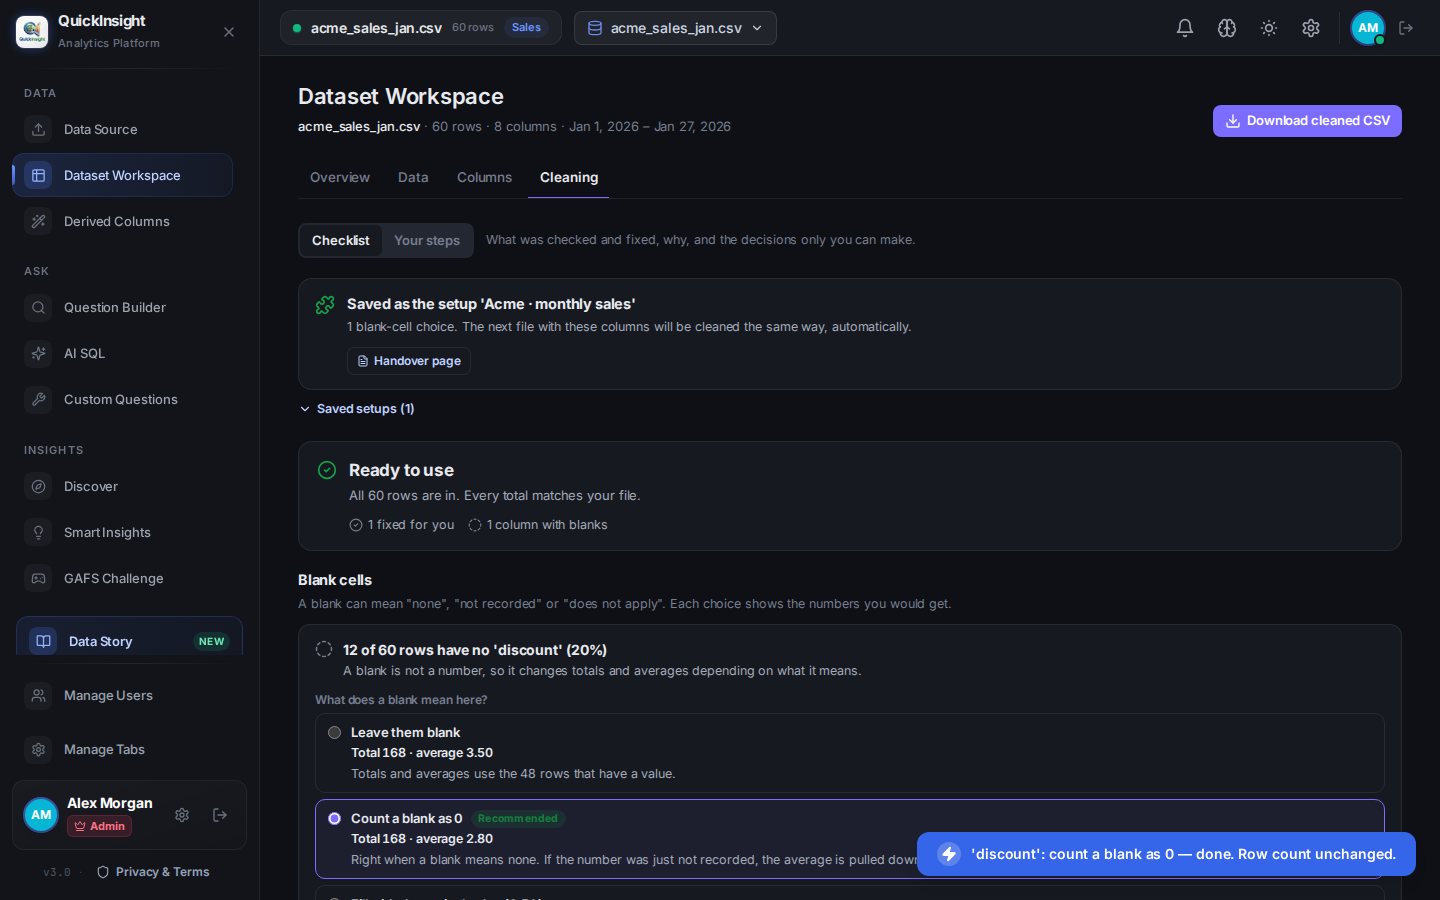 QuickInsight
Analytics Platform
DATA
Data Source
Dataset Workspace
Derived Columns
ASK
Question Builder
AI SQL
Custom Questions
INSIGHTS
Discover
Smart Insights
GAFS Challenge
Data Story NEW
Manage Users
Manage Tabs
AM Alex Morgan
Admin
v3.0 · Privacy & Terms
acme_sales_jan.csv 60 rows Sales
acme_sales_jan.csv
AM
Dataset Workspace
acme_sales_jan.csv · 60 rows · 8 columns · Jan 1, 2026 – Jan 27, 2026
Download cleaned CSV
Overview Data Columns Cleaning
Checklist Your steps What was checked and fixed, why, and the decisions only you can make.
Saved as the setup 'Acme · monthly sales'
1 blank-cell choice. The next file with these columns will be cleaned the same way, automatically.
Handover page
Saved setups (1)
Ready to use
All 60 rows are in. Every total matches your file.
1 fixed for you 1 column with blanks
Blank cells
A blank can mean "none", "not recorded" or "does not apply". Each choice shows the numbers you would get.
12 of 60 rows have no 'discount' (20%)
A blank is not a number, so it changes totals and averages depending on what it means.
What does a blank mean here?
Leave them blank
Total 168 · average 3.50
Totals and averages use the 48 rows that have a value.
Count a blank as 0 Recommended
Total 168 · average 2.80
Right when a blank means none. If the number was just not recorded, the average is pulled down
'discount': count a blank as 0 — done. Row count unchanged.